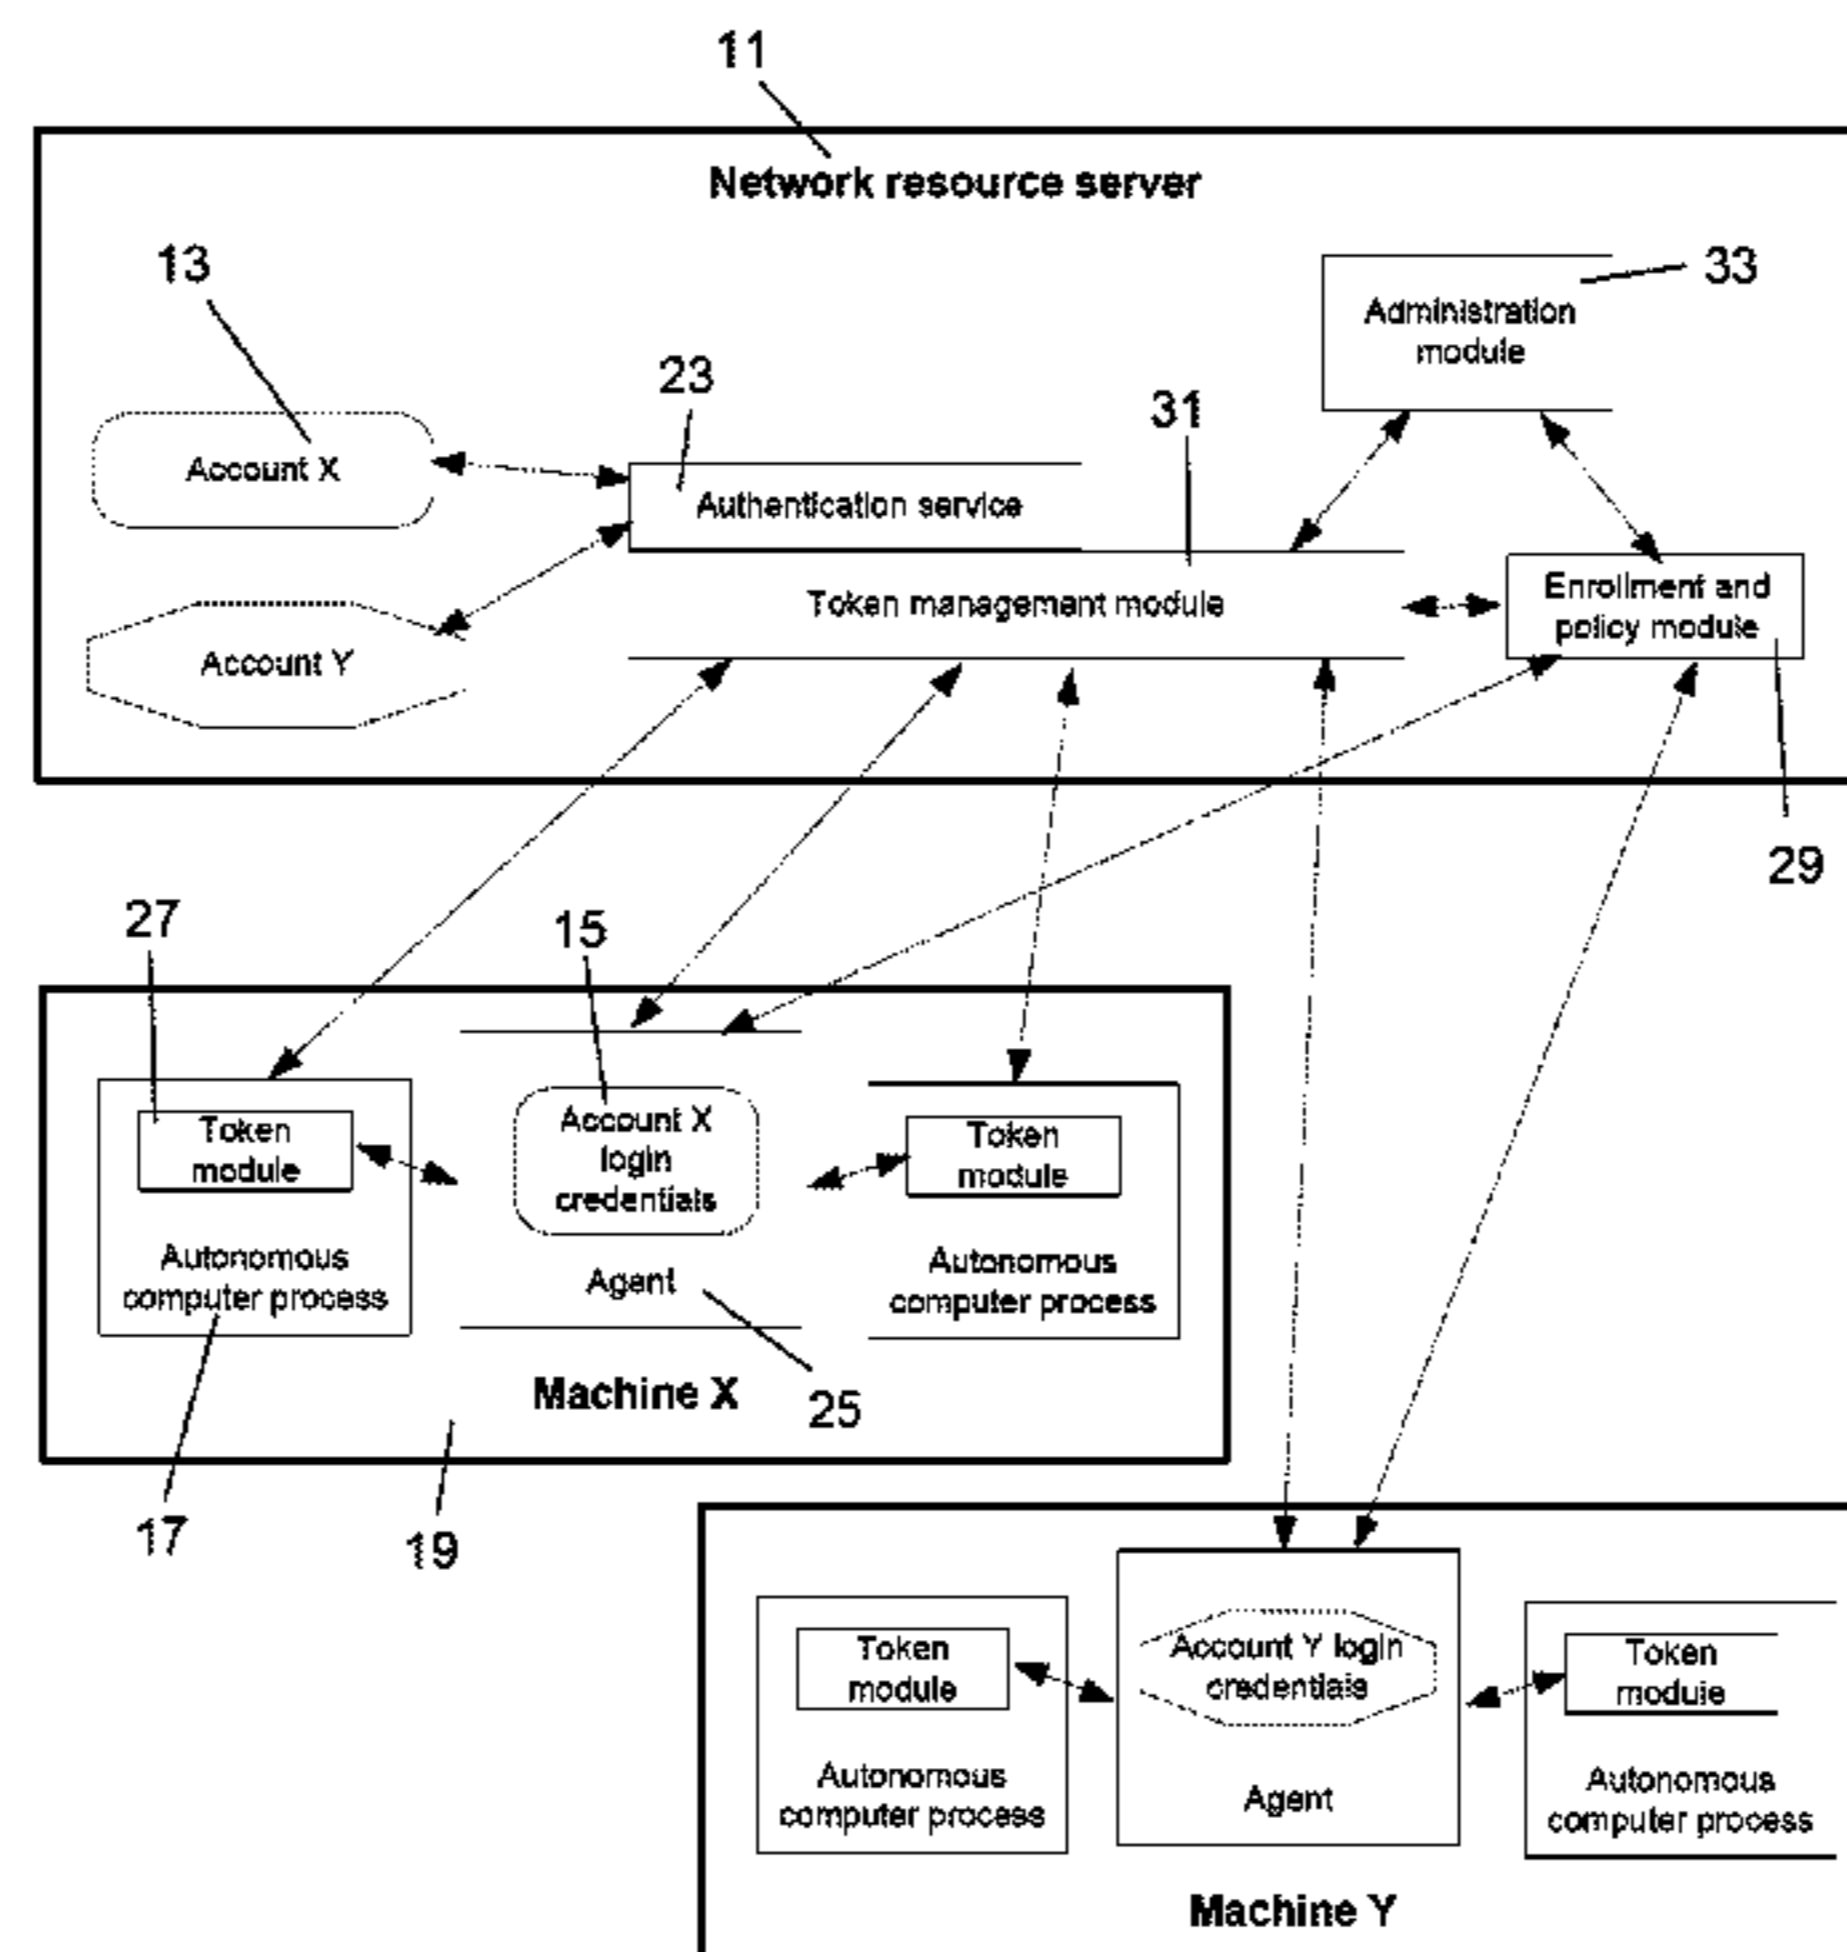 11
Network resource server
13
33
Administration
module
23
31
Account X
Authentication service
Token management module
Enrollment and
policy module
Account Y
29
27
15
Token
module
Account X
login
credentials
Token
module
Autonomous
computer process
Agent
Autonomous
computer process
Machine X
25
17
19
Token
module
Account Y login
credentials
Token
module
Autonomous
computer process
Agent
Autonomous
computer process
Machine Y